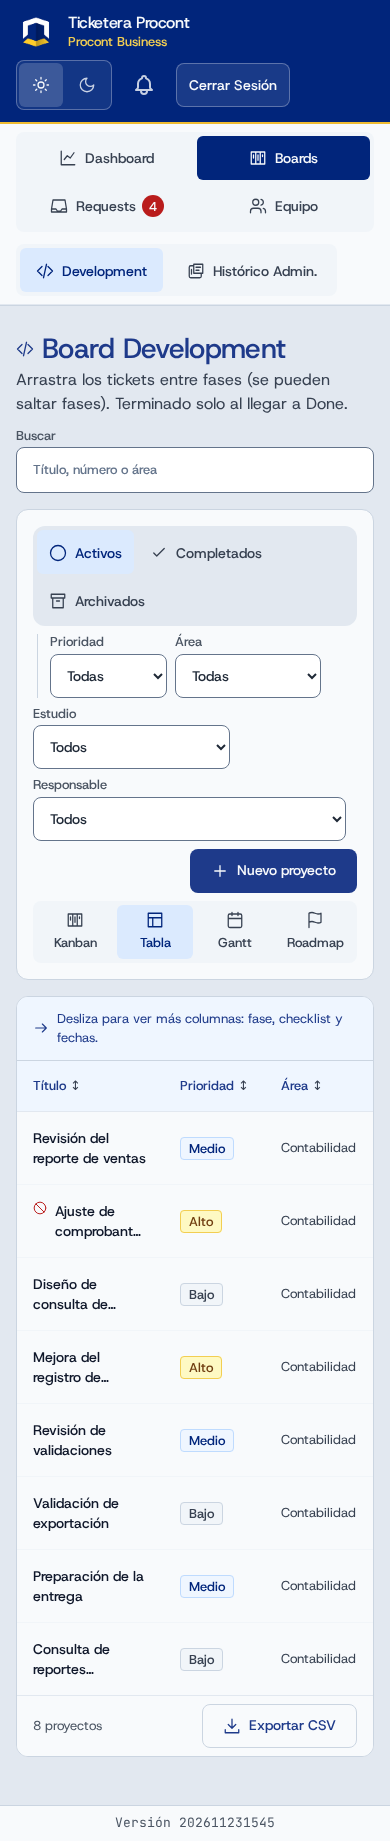 Ticketera Procont
Procont Business
Cerrar Sesión
Dashboard
Boards
Requests 4
Equipo
Development
Histórico Admin.
Board Development
Arrastra los tickets entre fases (se pueden
saltar fases). Terminado solo al llegar a Done.
Buscar
Título, número o área
Activos
Completados
Archivados
Prioridad Área
Todas Todas
Estudio
Todos
Responsable
Todos
Nuevo proyecto
Kanban Tabla Gantt Roadmap
Desliza para ver más columnas: fase, checklist y
fechas.
Título ↕ Prioridad ↕ Área ↕
Revisión del
reporte de ventas
Medio
Contabilidad
Ajuste de
comprobant…
Alto
Contabilidad
Diseño de
consulta de…
Bajo
Contabilidad
Mejora del
registro de…
Alto
Contabilidad
Revisión de
validaciones
Medio
Contabilidad
Validación de
exportación
Bajo
Contabilidad
Preparación de la
entrega
Medio
Contabilidad
Consulta de
reportes…
Bajo
Contabilidad
8 proyectos
Exportar CSV
Versión 202611231545